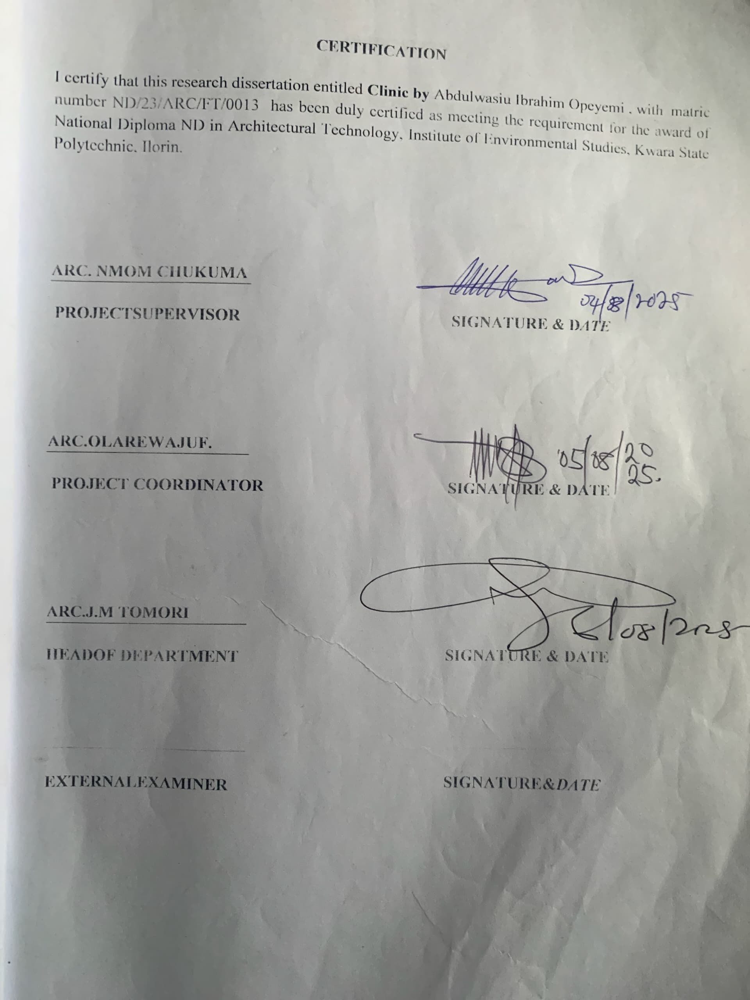 CERTIFICATION
I certify that this research dissertation entitled Clinic by Abdulwasiu Ibrahim Opeyemi , with matric
number ND/23/ARC/FT/0013 has been duly certified as meeting the requirement for the award of
National Diploma ND in Architectural Technology, Institute of Environmental Studies, Kwara State
Polytechnic. Ilorin.
ARC. NMOM CHUKUMA
04/08/2025
PROJECTSUPERVISOR
SIGNATURE & DATE
ARC.OLAREWAJUF.
05/08/20
25.
PROJECT COORDINATOR
SIGNATURE & DATE
ARC.J.M TOMORI
/08/2025
HEADOF DEPARTMENT
SIGNATURE & DATE
EXTERNALEXAMINER
SIGNATURE&DATE